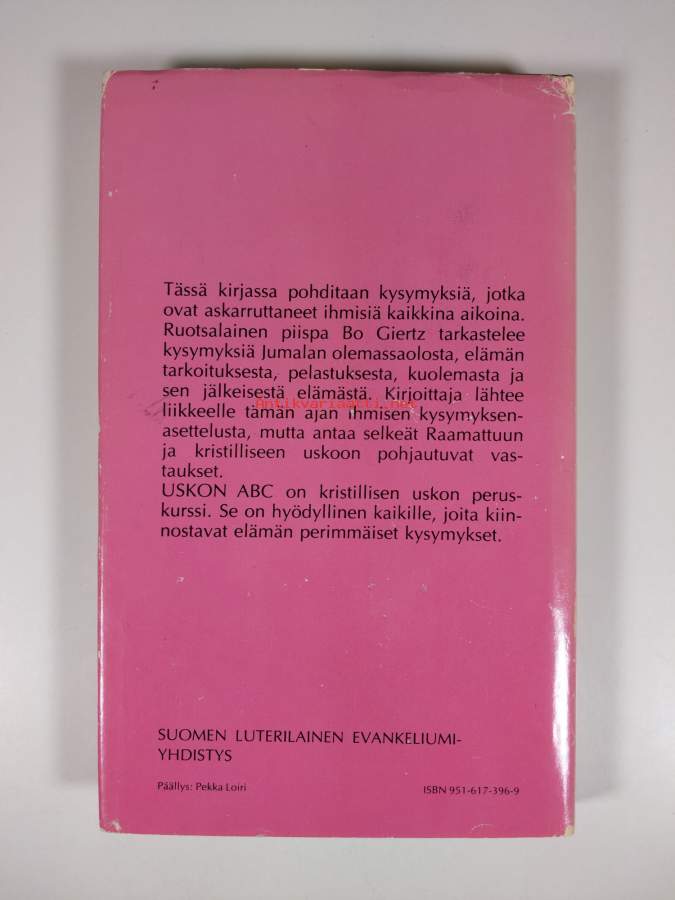 Tässä kirjassa pohditaan kysymyksiä, jotka
ovat askarruttaneet ihmisiä kaikkina aikoina.
Ruotsalainen piispa Bo Giertz tarkastelee
kysymyksiä Jumalan olemassaolosta, elämän
tarkoituksesta, pelastuksesta, kuolemasta ja
sen jälkeisestä elämästä. Kirjoittaja lähtee
antikvariaatti.net
liikkeelle tämän ajan ihmisen kysymyksen-
asettelusta, mutta antaa selkeät Raamattuun
ja kristilliseen uskoon pohjautuvat vas-
taukset.
USKON ABC on kristillisen uskon perus-
kurssi. Se on hyödyllinen kaikille, joita kiin-
nostavat elämän perimmäiset kysymykset.
SUOMEN LUTERILAINEN EVANKELIUMI-
YHDISTYS
Päällys: Pekka Loiri
ISBN 951-617-396-9